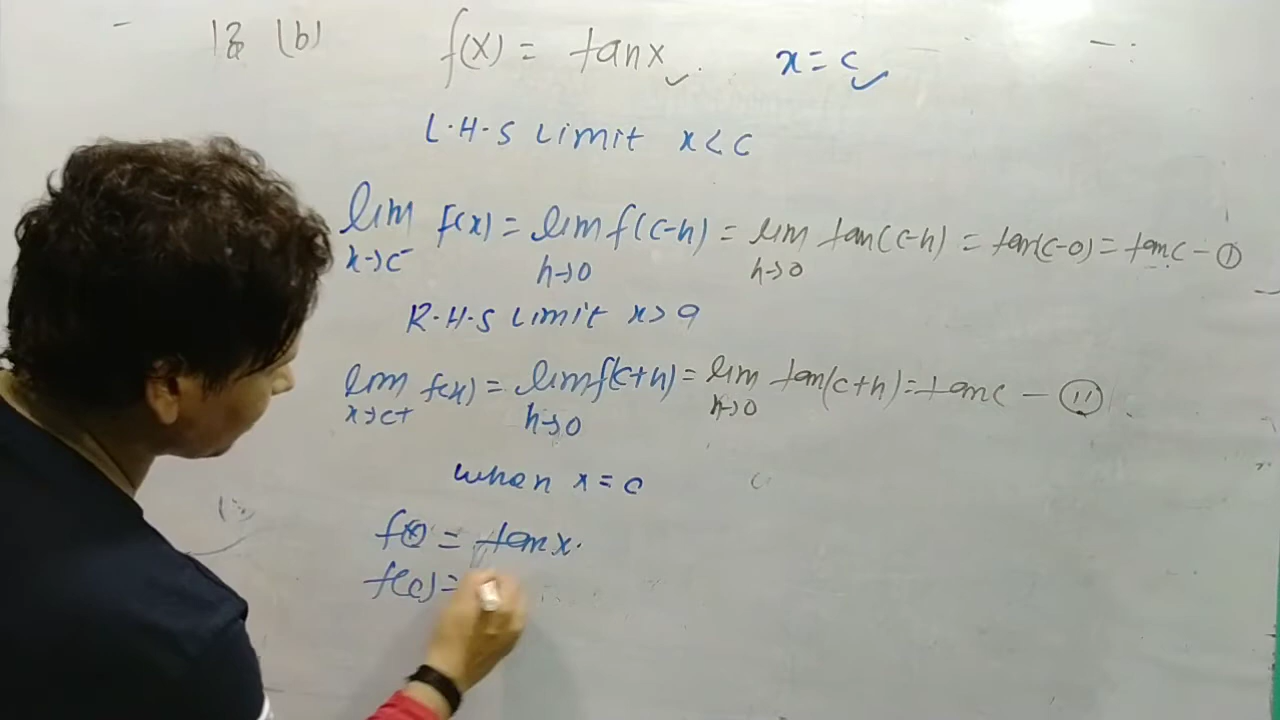 18 (b) f(x) = tanx . x = c
L.H.S Limit x < c
lim x→c⁻ f(x) = lim h→0 f(c-h) = lim h→0 tan(c-h) = tan(c-0) = tanc - ①
R.H.S Limit x > a
lim x→c+ f(x) = lim h→0 f(c+h) = lim h→0 tan(c+h) = tanc - ⑪
when x = c
f(x) = tanx.
f(c) =